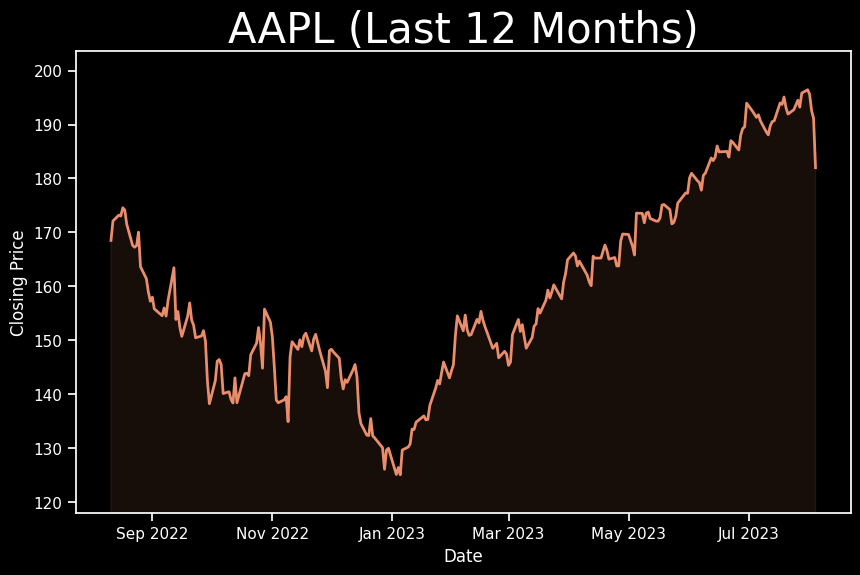 AAPL (Last 12 Months)
200
190
180
170
160
150
140
130
120
Closing Price
Sep 2022 Nov 2022 Jan 2023 Mar 2023 May 2023 Jul 2023
Date